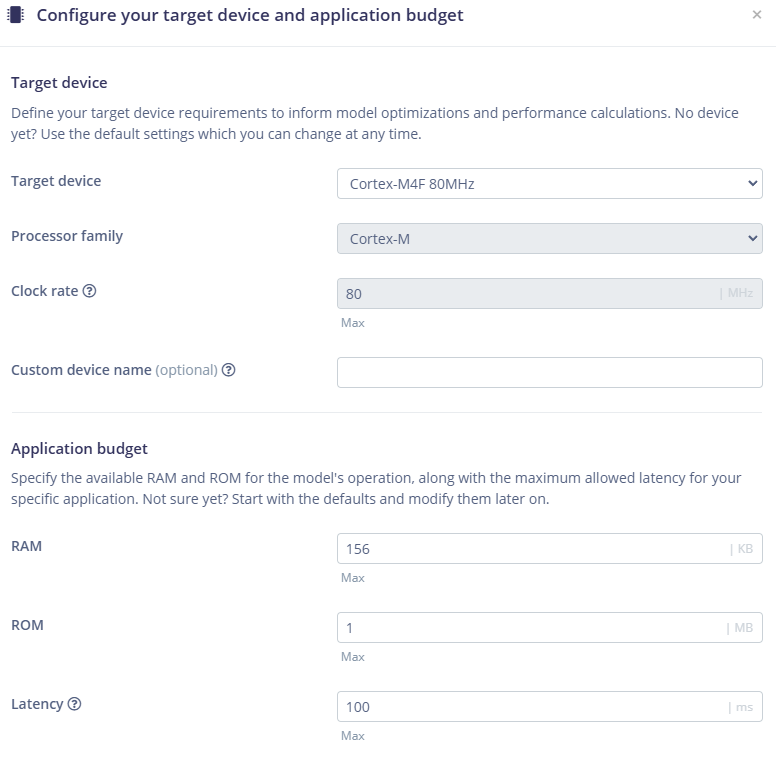 Configure your target device and application budget ×
Target device
Define your target device requirements to inform model optimizations and performance calculations. No device
yet? Use the default settings which you can change at any time.
Target device Cortex-M4F 80MHz
Processor family Cortex-M
Clock rate ? 80 | MHz
Max
Custom device name (optional) ?
Application budget
Specify the available RAM and ROM for the model's operation, along with the maximum allowed latency for your
specific application. Not sure yet? Start with the defaults and modify them later on.
RAM 156 | KB
Max
ROM 1 | MB
Max
Latency ? 100 | ms
Max